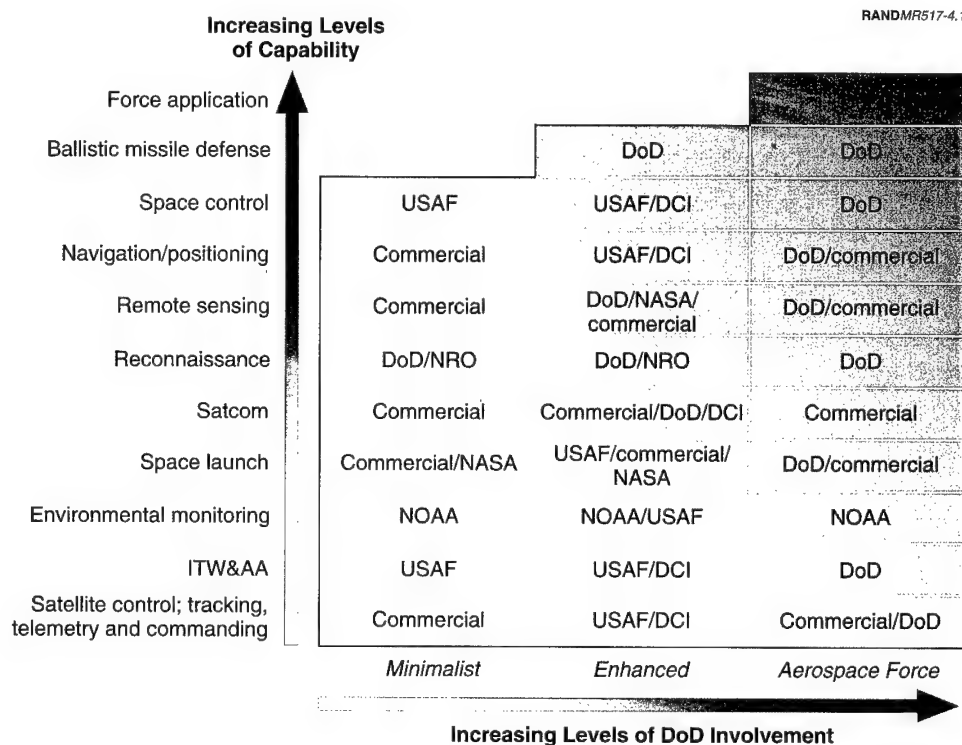 RANDMR517-4.1
Increasing Levels
of Capability
Force application
Ballistic missile defense DoD DoD
Space control USAF USAF/DCI DoD
Navigation/positioning Commercial USAF/DCI DoD/commercial
Remote sensing Commercial DoD/NASA/
commercial DoD/commercial
Reconnaissance DoD/NRO DoD/NRO DoD
Satcom Commercial Commercial/DoD/DCI Commercial
Space launch Commercial/NASA USAF/commercial/
NASA DoD/commercial
Environmental monitoring NOAA NOAA/USAF NOAA
ITW&AA USAF USAF/DCI DoD
Satellite control; tracking,
telemetry and commanding Commercial USAF/DCI Commercial/DoD
Minimalist Enhanced Aerospace Force
Increasing Levels of DoD Involvement